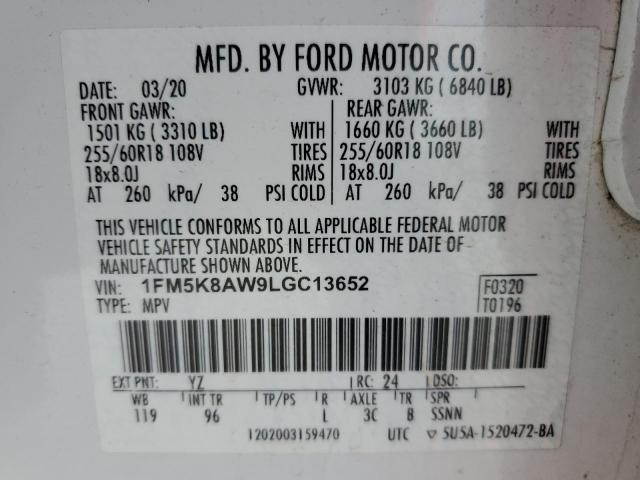 MFD. BY FORD MOTOR CO.
DATE: 03/20 GVWR: 3103 KG ( 6840 LB)
FRONT GAWR: REAR GAWR:
1501 KG ( 3310 LB) WITH 1660 KG ( 3660 LB) WITH
255/60R18 108V TIRES 255/60R18 108V TIRES
18x8.0J RIMS 18x8.0J RIMS
AT 260 kPa/ 38 PSI COLD AT 260 kPa/ 38 PSI COLD
THIS VEHICLE CONFORMS TO ALL APPLICABLE FEDERAL MOTOR
VEHICLE SAFETY STANDARDS IN EFFECT ON THE DATE OF
MANUFACTURE SHOWN ABOVE.
VIN: 1FM5K8AW9LGC13652 F0320
TYPE: MPV T0196
EXT PNT: YZ RC: 24 DSO:
WB INT TR TP/PS R AXLE TR SPR
119 96 L 3C B SSNN
1202003159470 UTC ▽ 5U5A-1520472-BA